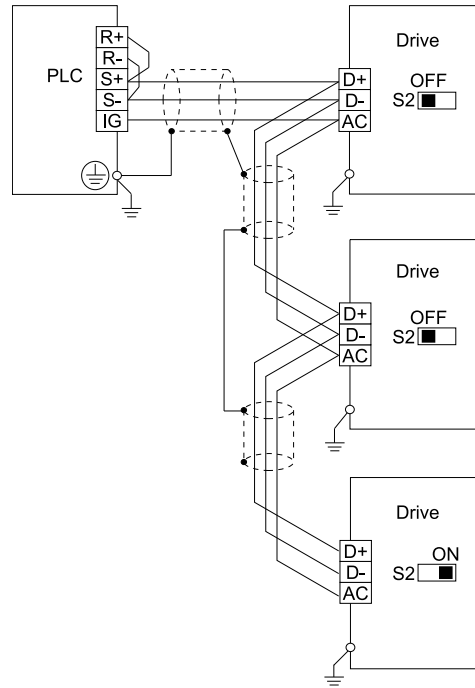 R+
R-
PLC
S+
S-
IG
Drive
D+
D-
AC
OFF
S2
Drive
D+
D-
AC
OFF
S2
Drive
D+
D-
AC
ON
S2